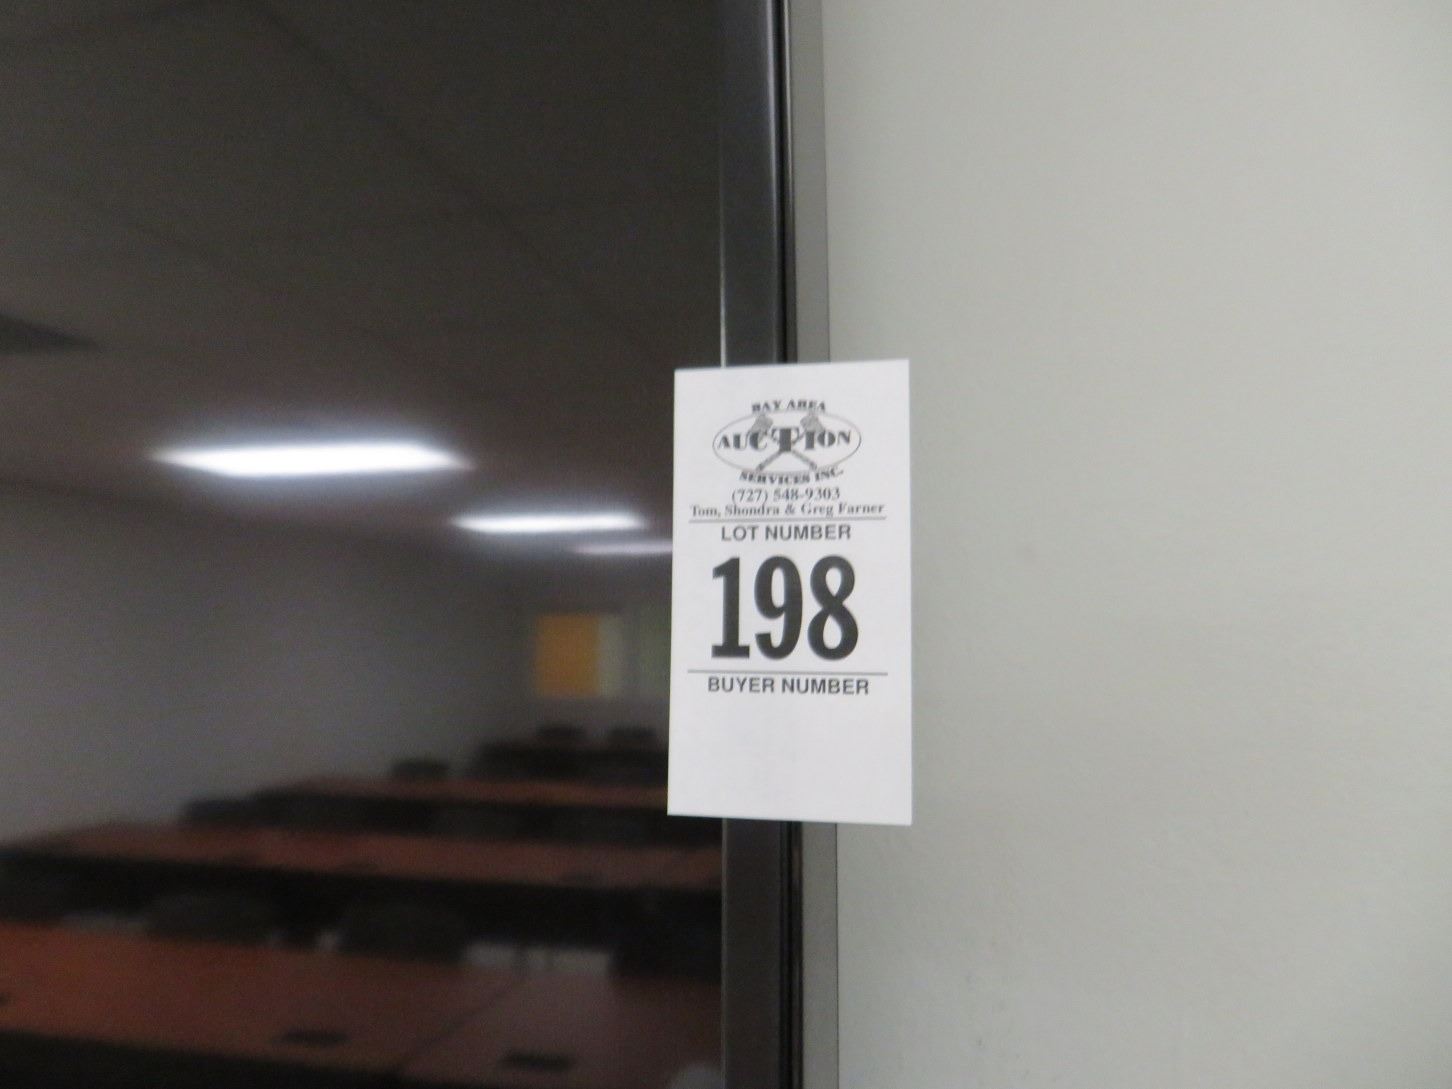 BAY AREA
AUCTION
SERVICES INC.
(727) 548-9303
Tom, Shondra & Greg Farner
LOT NUMBER
198
BUYER NUMBER